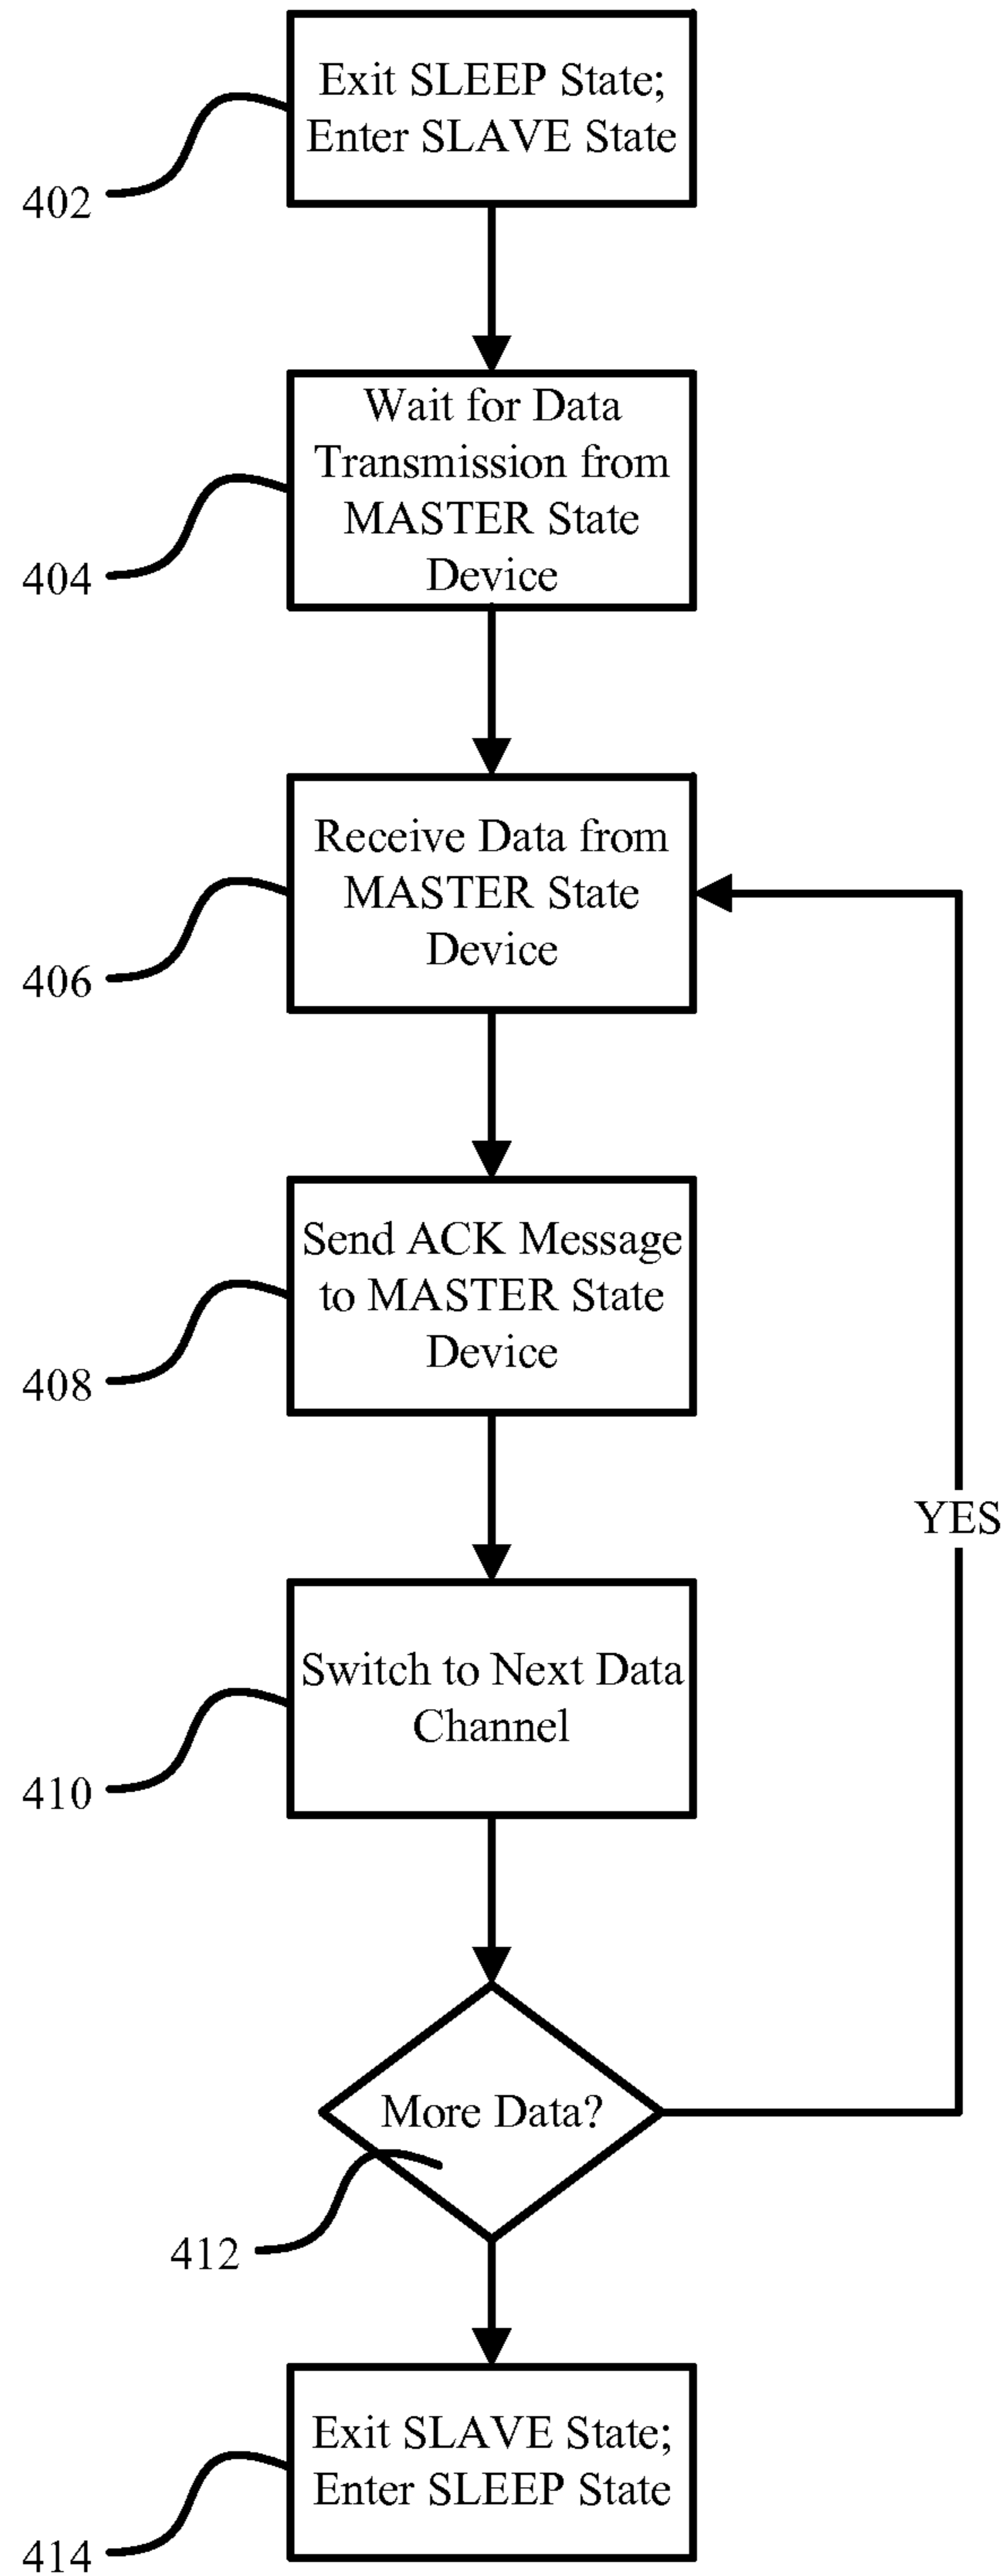 Exit SLEEP State;
Enter SLAVE State
402
Wait for Data
Transmission from
MASTER State
Device
404
Receive Data from
MASTER State
Device
406
Send ACK Message
to MASTER State
Device
408
YES
Switch to Next Data
Channel
410
More Data?
412
Exit SLAVE State;
Enter SLEEP State
414